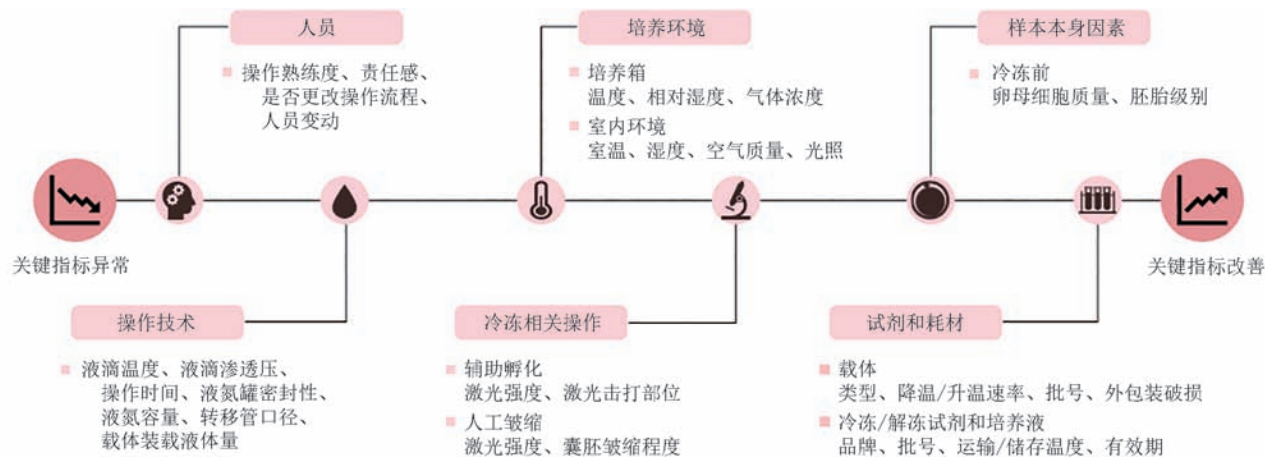 人员
操作熟练度、责任感、
是否更改操作流程、
人员变动
培养环境
培养箱
温度、相对湿度、气体浓度
室内环境
室温、湿度、空气质量、光照
样本本身因素
冷冻前
卵母细胞质量、胚胎级别
关键指标异常
关键指标改善
操作技术
液滴温度、液滴渗透压、
操作时间、液氮罐密封性、
液氮容量、转移管口径、
载体装载液体量
冷冻相关操作
辅助孵化
激光强度、激光击打部位
人工皱缩
激光强度、囊胚皱缩程度
试剂和耗材
载体
类型、降温/升温速率、批号、外包装破损
冷冻/解冻试剂和培养液
品牌、批号、运输/储存温度、有效期